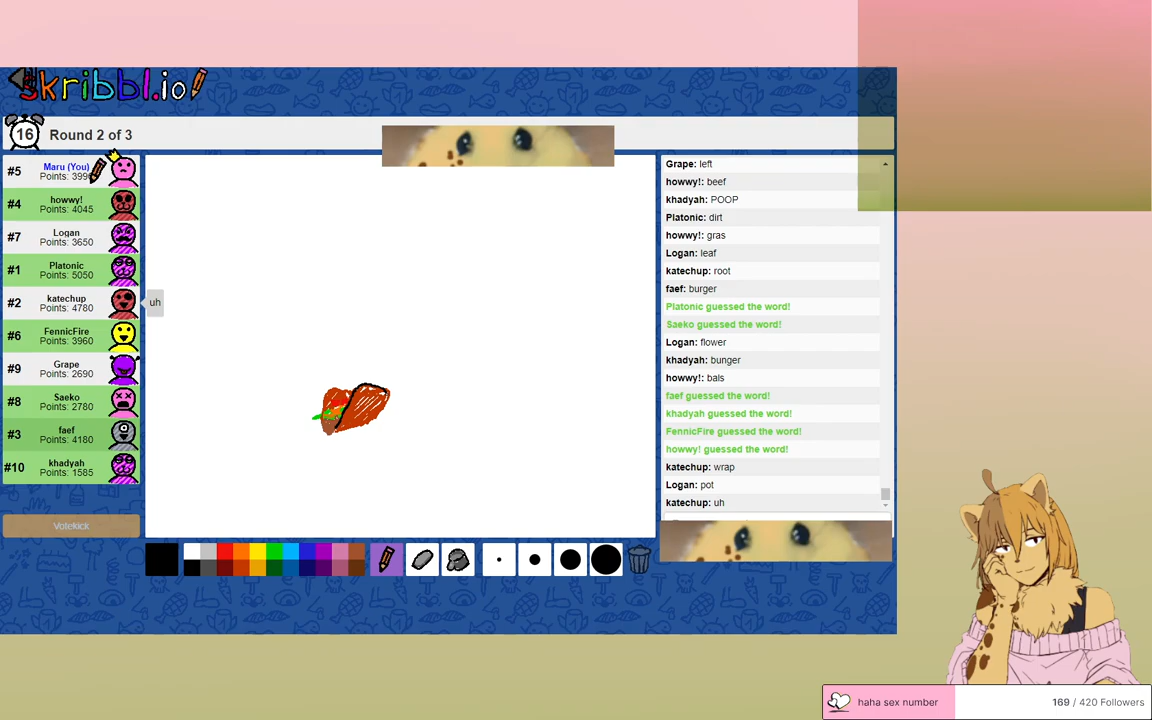 skribbl.io!
16 Round 2 of 3
#5 Maru (You)
Points: 3990
#4 howwy!
Points: 4045
#7 Logan
Points: 3650
#1 Platonic
Points: 5050
#2 katechup
Points: 4780
uh
#6 FennicFire
Points: 3960
#9 Grape
Points: 2690
#8 Saeko
Points: 2780
#3 faef
Points: 4180
#10 khadyah
Points: 1585
Votekick
Grape: left
howwy!: beef
khadyah: POOP
Platonic: dirt
howwy!: gras
Logan: leaf
katechup: root
faef: burger
Platonic guessed the word!
Saeko guessed the word!
Logan: flower
khadyah: bunger
howwy!: bals
faef guessed the word!
khadyah guessed the word!
FennicFire guessed the word!
howwy! guessed the word!
katechup: wrap
Logan: pot
katechup: uh
haha sex number 169 / 420 Followers